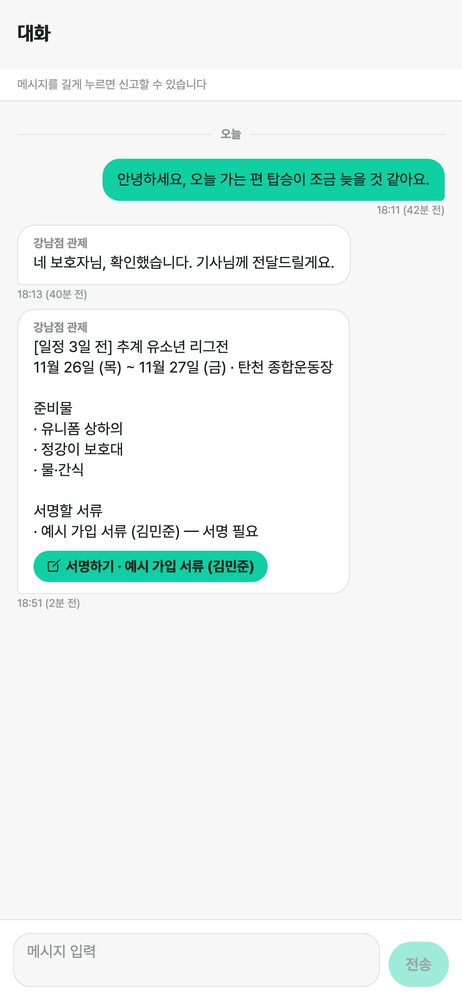 대화
메시지를 길게 누르면 신고할 수 있습니다
오늘
안녕하세요, 오늘 가는 편 탑승이 조금 늦을 것 같아요.
18:11 (42분 전)
강남점 관제
네 보호자님, 확인했습니다. 기사님께 전달드릴게요.
18:13 (40분 전)
강남점 관제
[일정 3일 전] 추계 유소년 리그전
11월 26일 (목) ~ 11월 27일 (금) · 탄천 종합운동장
준비물
· 유니폼 상하의
· 정강이 보호대
· 물·간식
서명할 서류
· 예시 가입 서류 (김민준) — 서명 필요
서명하기 · 예시 가입 서류 (김민준)
18:51 (2분 전)
메시지 입력
전송